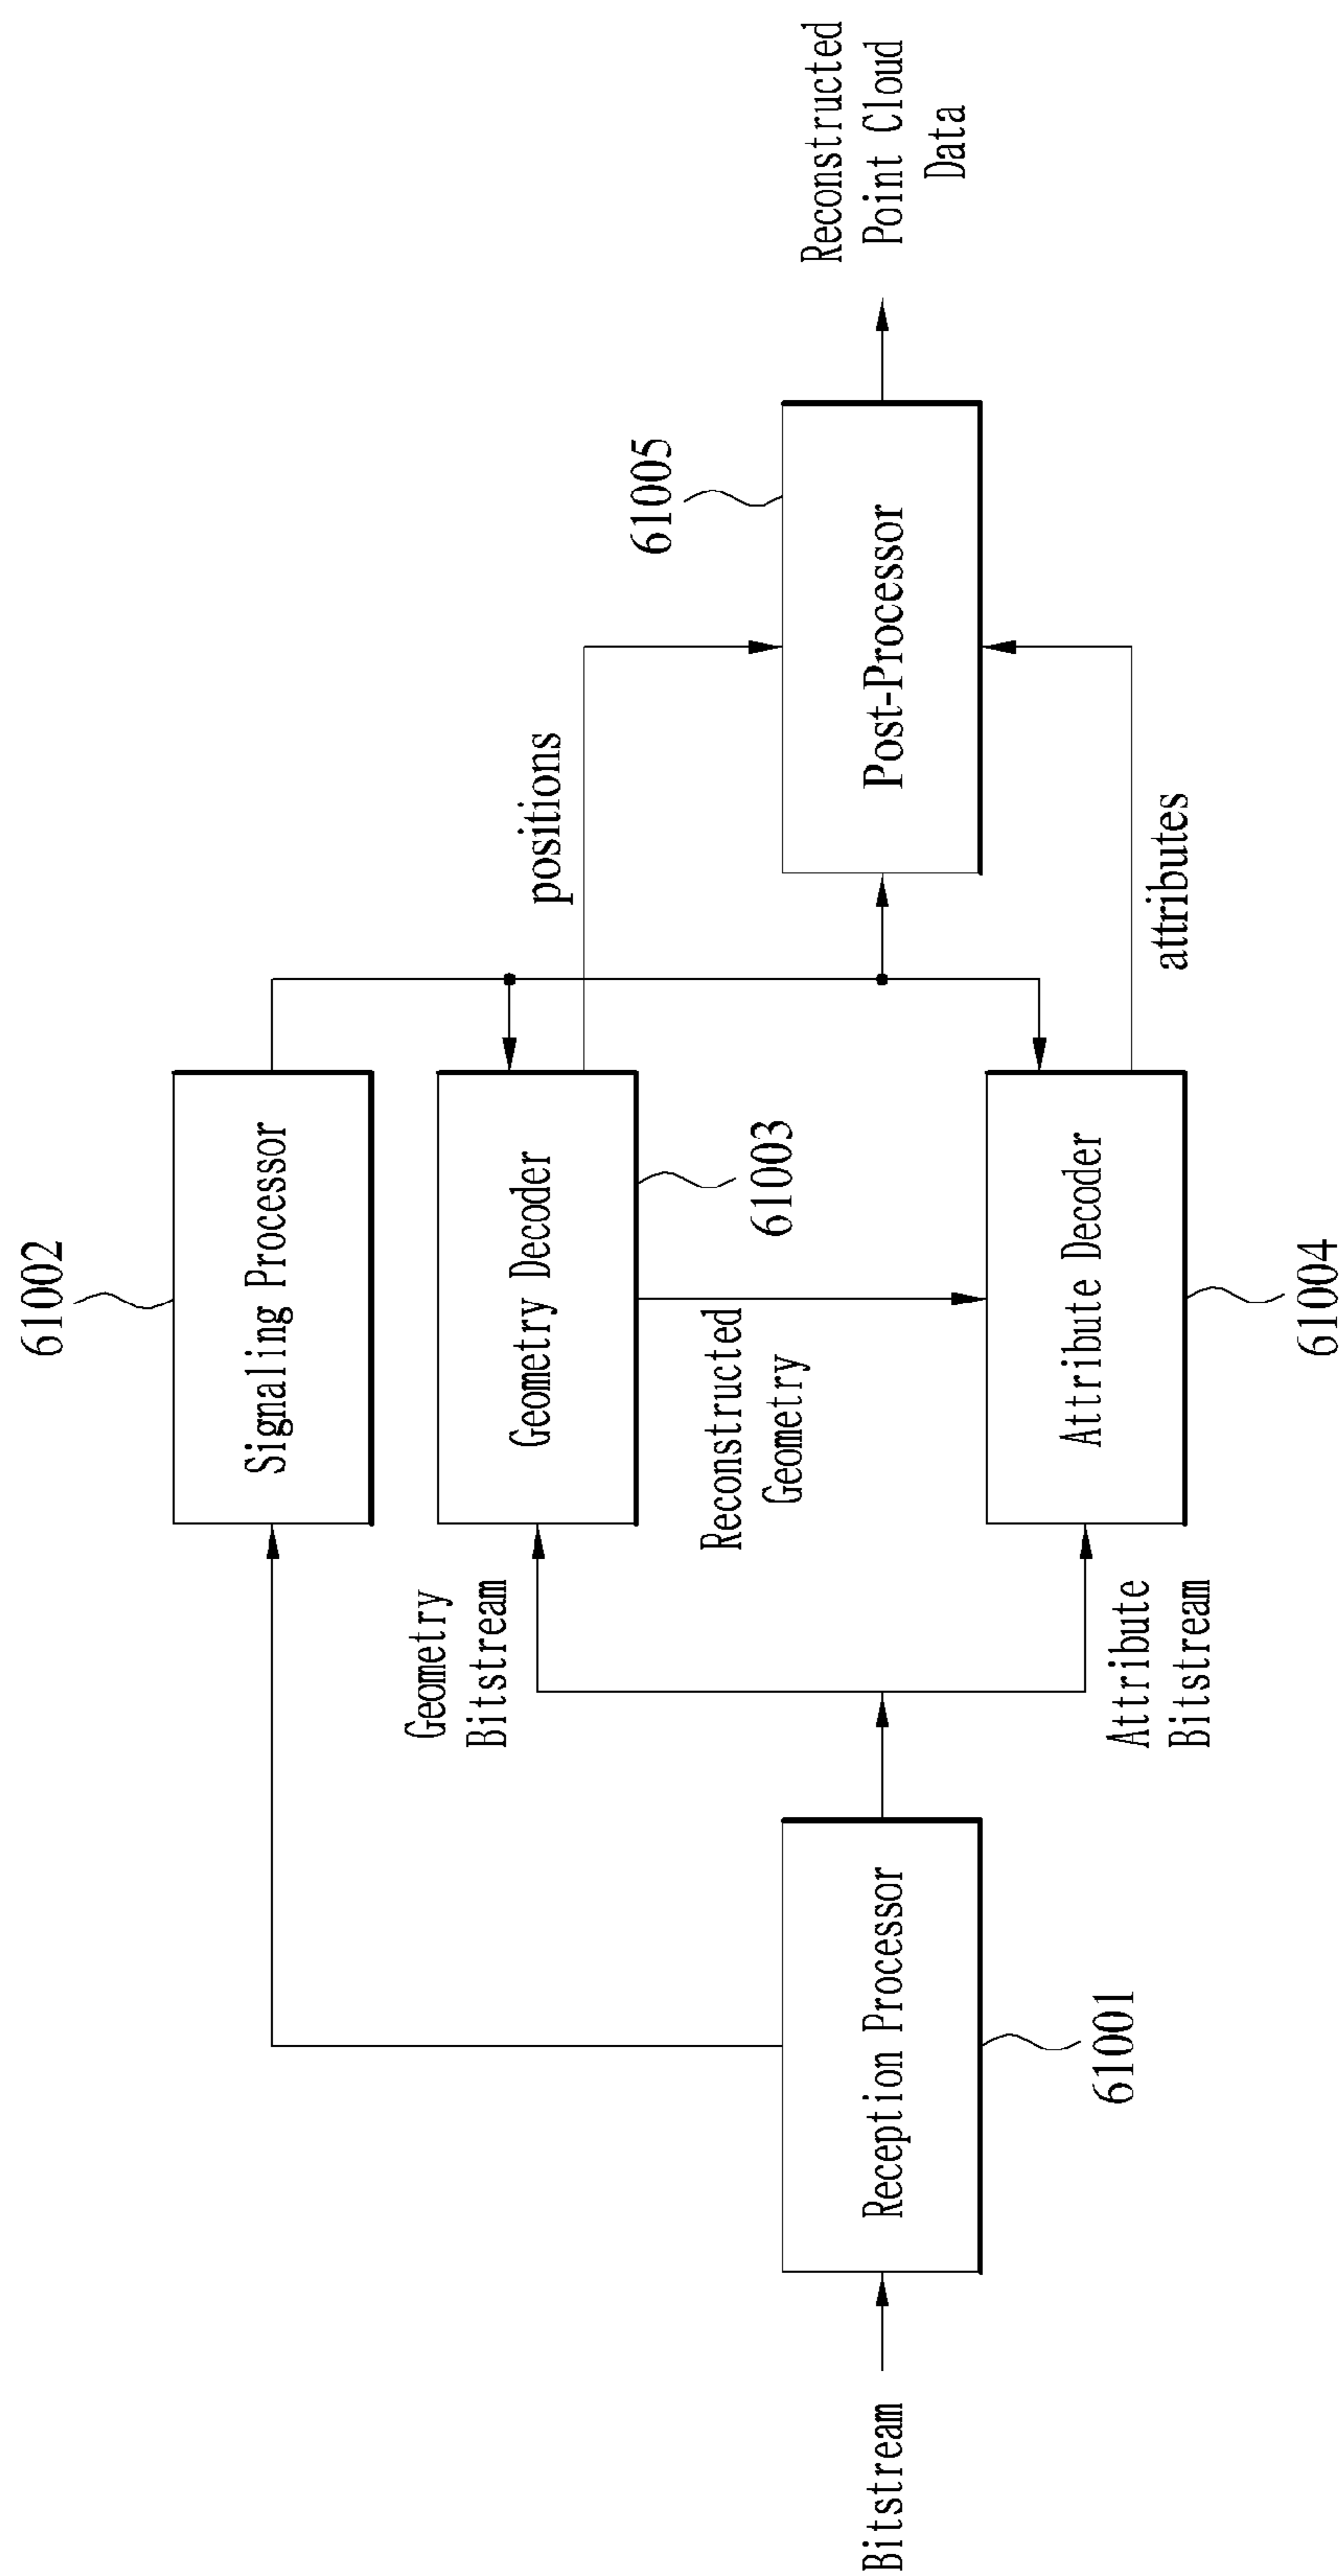 Bitstream
Reception Processor
61001
Geometry
Bitstream
Attribute
Bitstream
61002
Signaling Processor
Geometry Decoder
61003
Reconstructed
Geometry
Attribute Decoder
61004
positions
attributes
61005
Post-Processor
Reconstructed
Point Cloud
Data